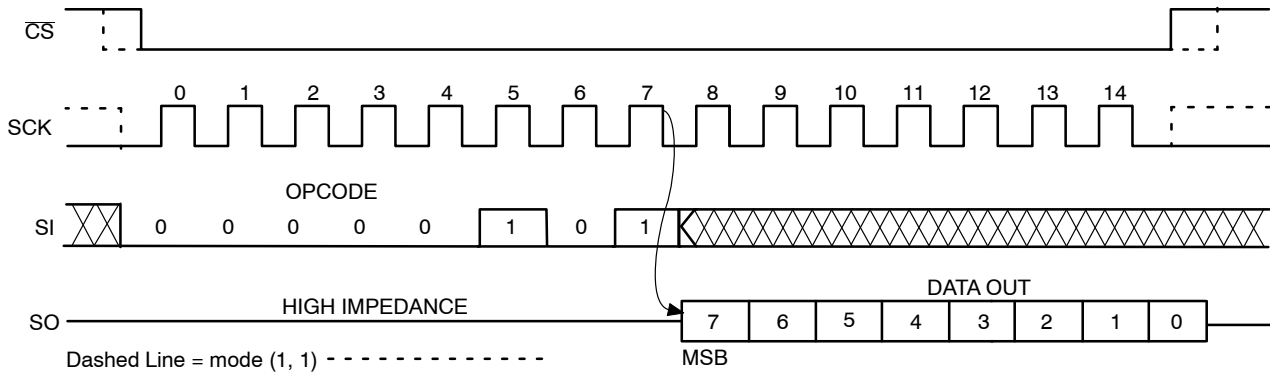 CS
0 1 2 3 4 5 6 7 8 9 10 11 12 13 14
SCK
OPCODE
SI 0 0 0 0 0 1 0 1
DATA OUT
HIGH IMPEDANCE
SO 7 6 5 4 3 2 1 0
Dashed Line = mode (1, 1) MSB